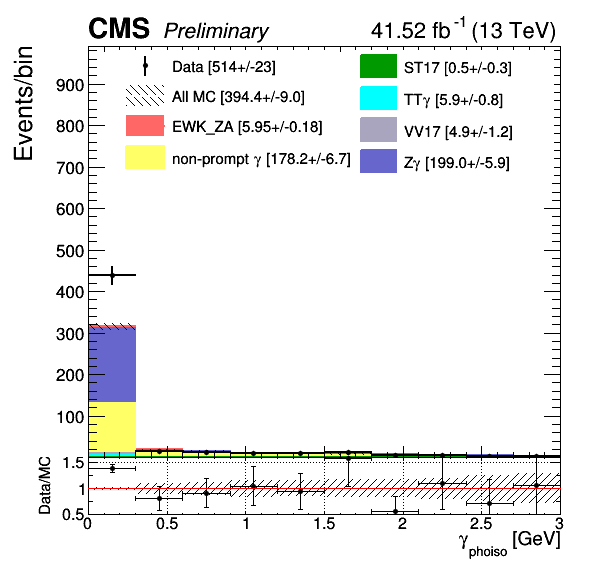 CMS Preliminary 41.52 fb⁻¹ (13 TeV)
Events/bin
Data [514+/-23]
All MC [394.4+/-9.0]
EWK_ZA [5.95+/-0.18]
non-prompt γ [178.2+/-6.7]
ST17 [0.5+/-0.3]
TTγ [5.9+/-0.8]
VV17 [4.9+/-1.2]
Zγ [199.0+/-5.9]
900
800
700
600
500
400
300
200
100
Data/MC
1.5
1
0.5
0 0.5 1 1.5 2 2.5 3
γphoiso [GeV]